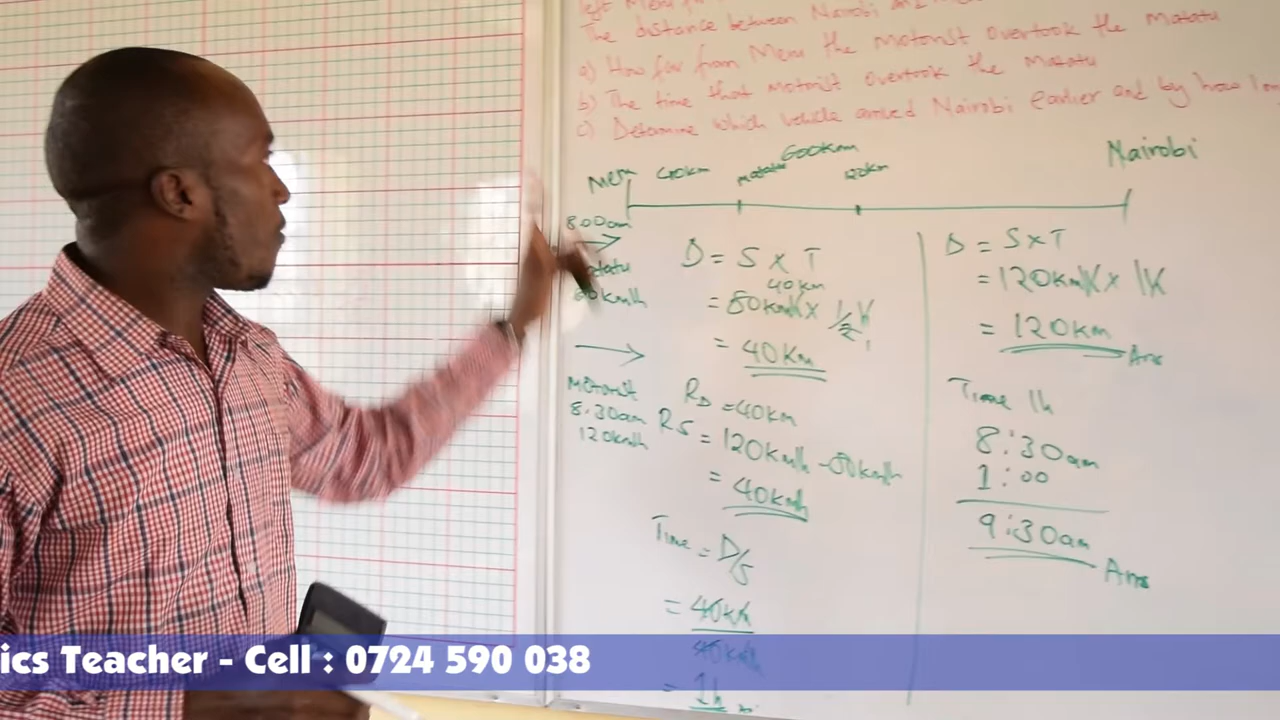 left Meru
The distance between Nairobi and
a) How far from Meru the Motorist overtook the Matatu
b) The time that Motorist overtook the Matatu
c) Determine which vehicle arrived Nairobi earlier and by how
Meru 40km Matatu 600km 120km Nairobi
8.00am
80km/h
Motorist
8.30am
120km/h
D = S x T
40km
= 80km/h x 1/2 h
= 40km
RD = 40km
RS = 120km/h - 80km/h
= 40km/h
Time = D/S
= 40km
40km/h
= 1h
D = S x T
= 120km/h x 1h
= 120km
Ans
Time 1h
8:30am
1:00
9:30am
Ans
ics Teacher - Cell : 0724 590 038